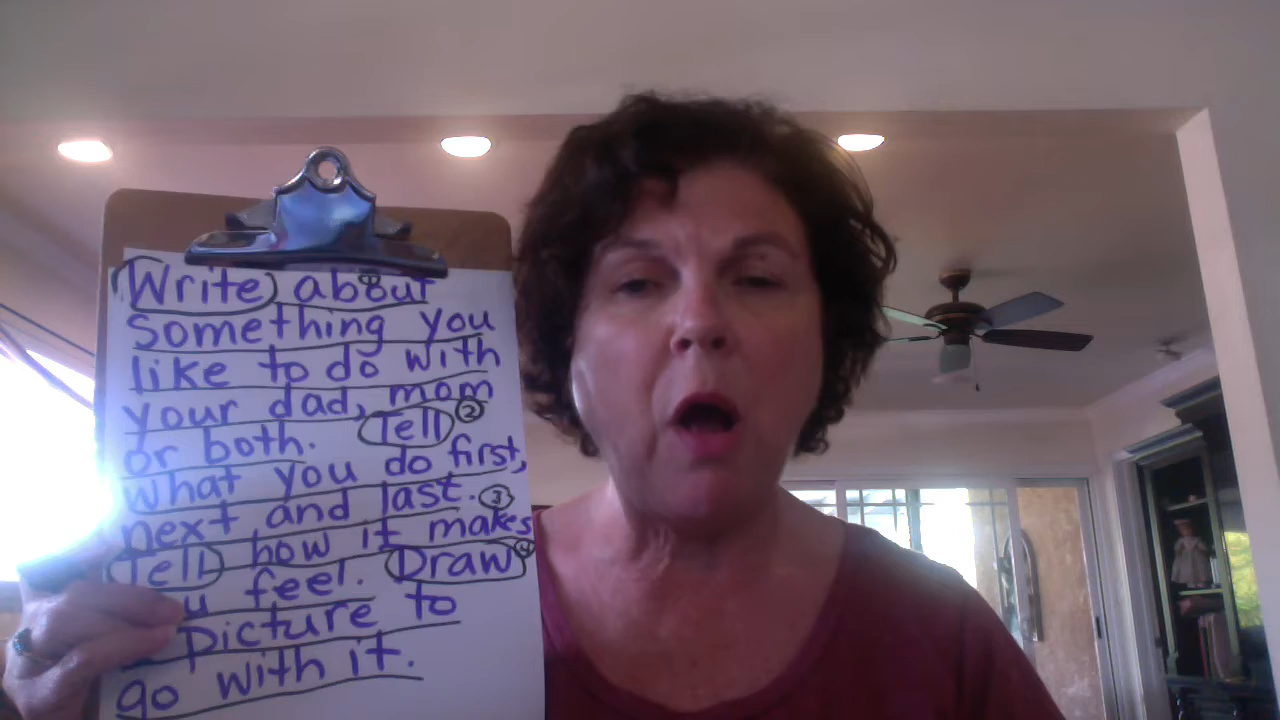 Write about ①
something you
like to do with
your dad, mom
or both. Tell ②
what you do first,
next and last. ③
Tell how it makes
u feel. Draw ④
picture to
go with it.